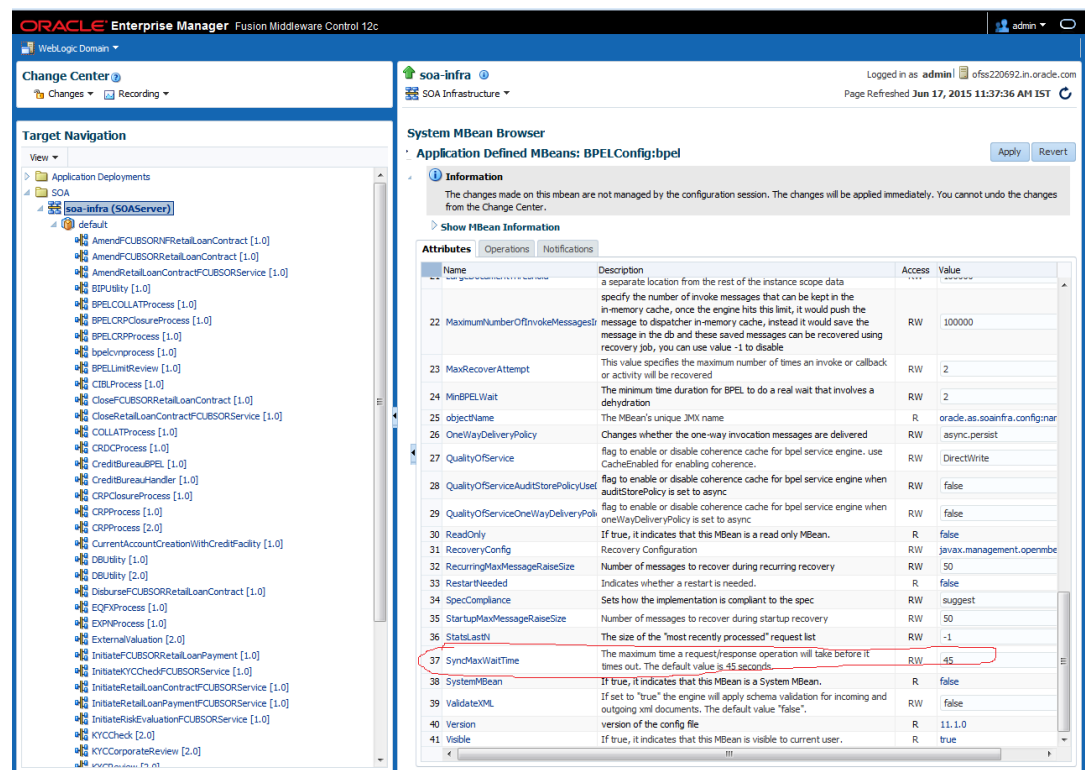 ORACLE Enterprise Manager Fusion Middleware Control 12c
admin
WebLogic Domain
Change Center
Changes Recording
Target Navigation
View
Application Deployments
SOA
soa-infra (SOAServer)
default
AmendFCUBSORNFRetailLoanContract [1.0]
AmendFCUBSORRetailLoanContract [1.0]
AmendRetailLoanContractFCUBSORService [1.0]
BIPUtility [1.0]
BPELCOLLATProcess [1.0]
BPELCRPClosureProcess [1.0]
BPELCRPProcess [1.0]
bpelcvnprocess [1.0]
BPELLimitReview [1.0]
CIBLProcess [1.0]
CloseFCUBSORRetailLoanContract [1.0]
CloseRetailLoanContractFCUBSORService [1.0]
COLLATProcess [1.0]
CRDCProcess [1.0]
CreditBureauBPEL [1.0]
CreditBureauHandler [1.0]
CRPClosureProcess [1.0]
CRPProcess [1.0]
CRPProcess [2.0]
CurrentAccountCreationWithCreditFacility [1.0]
DBUtility [1.0]
DBUtility [2.0]
DisburseFCUBSORRetailLoanContract [1.0]
EQFXProcess [1.0]
EXPNProcess [1.0]
ExternalValuation [2.0]
InitiateFCUBSORRetailLoanPayment [1.0]
InitiateKYCCheckFCUBSORService [1.0]
InitiateRetailLoanContractFCUBSORService [1.0]
InitiateRetailLoanPaymentFCUBSORService [1.0]
InitiateRiskEvaluationFCUBSORService [1.0]
KYCCheck [2.0]
KYCCorporateReview [2.0]
KYCReview [2.0]
soa-infra
Logged in as admin| ofss220692.in.oracle.com
SOA Infrastructure
Page Refreshed Jun 17, 2015 11:37:36 AM IST
System MBean Browser
Application Defined MBeans: BPELConfig:bpel
Apply Revert
Information
The changes made on this mbean are not managed by the configuration session. The changes will be applied immediately. You cannot undo the changes
from the Change Center.
Show MBean Information
Attributes Operations Notifications
Name Description Access Value
a separate location from the rest of the instance scope data
specify the number of invoke messages that can be kept in the
in-memory cache, once the engine hits this limit, it would push the
22 MaximumNumberOfInvokeMessagesIn message to dispatcher in-memory cache, instead it would save the RW 100000
message in the db and these saved messages can be recovered using
recovery job, you can use value -1 to disable
23 MaxRecoverAttempt This value specifies the maximum number of times an invoke or callback RW 2
or activity will be recovered
24 MinBPELWait The minimum time duration for BPEL to do a real wait that involves a RW 2
dehydration
25 objectName The MBean's unique JMX name R oracle.as.soainfra.config:nar
26 OneWayDeliveryPolicy Changes whether the one-way invocation messages are delivered RW async.persist
27 QualityOfService flag to enable or disable coherence cache for bpel service engine. use RW DirectWrite
CacheEnabled for enabling coherence.
28 QualityOfServiceAuditStorePolicyUse flag to enable or disable coherence cache for bpel service engine when RW false
auditStorePolicy is set to async
29 QualityOfServiceOneWayDeliveryPoli flag to enable or disable coherence cache for bpel service engine when RW false
oneWayDeliveryPolicy is set to async
30 ReadOnly If true, it indicates that this MBean is a read only MBean. R false
31 RecoveryConfig Recovery Configuration RW javax.management.openmbe
32 RecurringMaxMessageRaiseSize Number of messages to recover during recurring recovery RW 50
33 RestartNeeded Indicates whether a restart is needed. R false
34 SpecCompliance Sets how the implementation is compliant to the spec RW suggest
35 StartupMaxMessageRaiseSize Number of messages to recover during startup recovery RW 50
36 StatsLastN The size of the "most recently processed" request list RW -1
37 SyncMaxWaitTime The maximum time a request/response operation will take before it RW 45
times out. The default value is 45 seconds.
38 SystemMBean If true, it indicates that this MBean is a System MBean. R false
39 ValidateXML If set to "true" the engine will apply schema validation for incoming and RW false
outgoing xml documents. The default value "false".
40 Version version of the config file R 11.1.0
41 Visible If true, it indicates that this MBean is visible to current user. R true